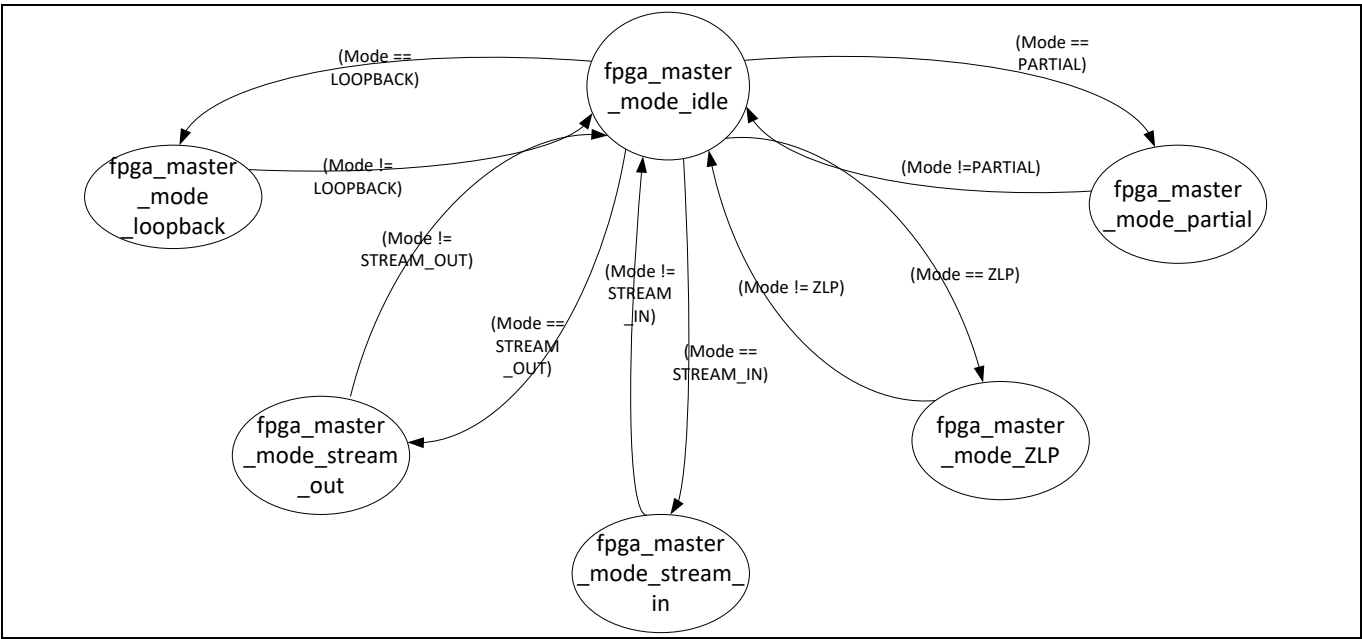 (Mode ==
LOOPBACK)
fpga_master
_mode_idle
(Mode ==
PARTIAL)
fpga_master
_mode
_loopback
(Mode !=
LOOPBACK)
(Mode !=PARTIAL)
fpga_master
_mode_partial
(Mode !=
STREAM_OUT)
(Mode !=
STREAM
_IN)
(Mode != ZLP)
(Mode == ZLP)
(Mode ==
STREAM
_OUT)
(Mode ==
STREAM_IN)
fpga_master
_mode_stream
_out
fpga_master
_mode_ZLP
fpga_master
_mode_stream_
in